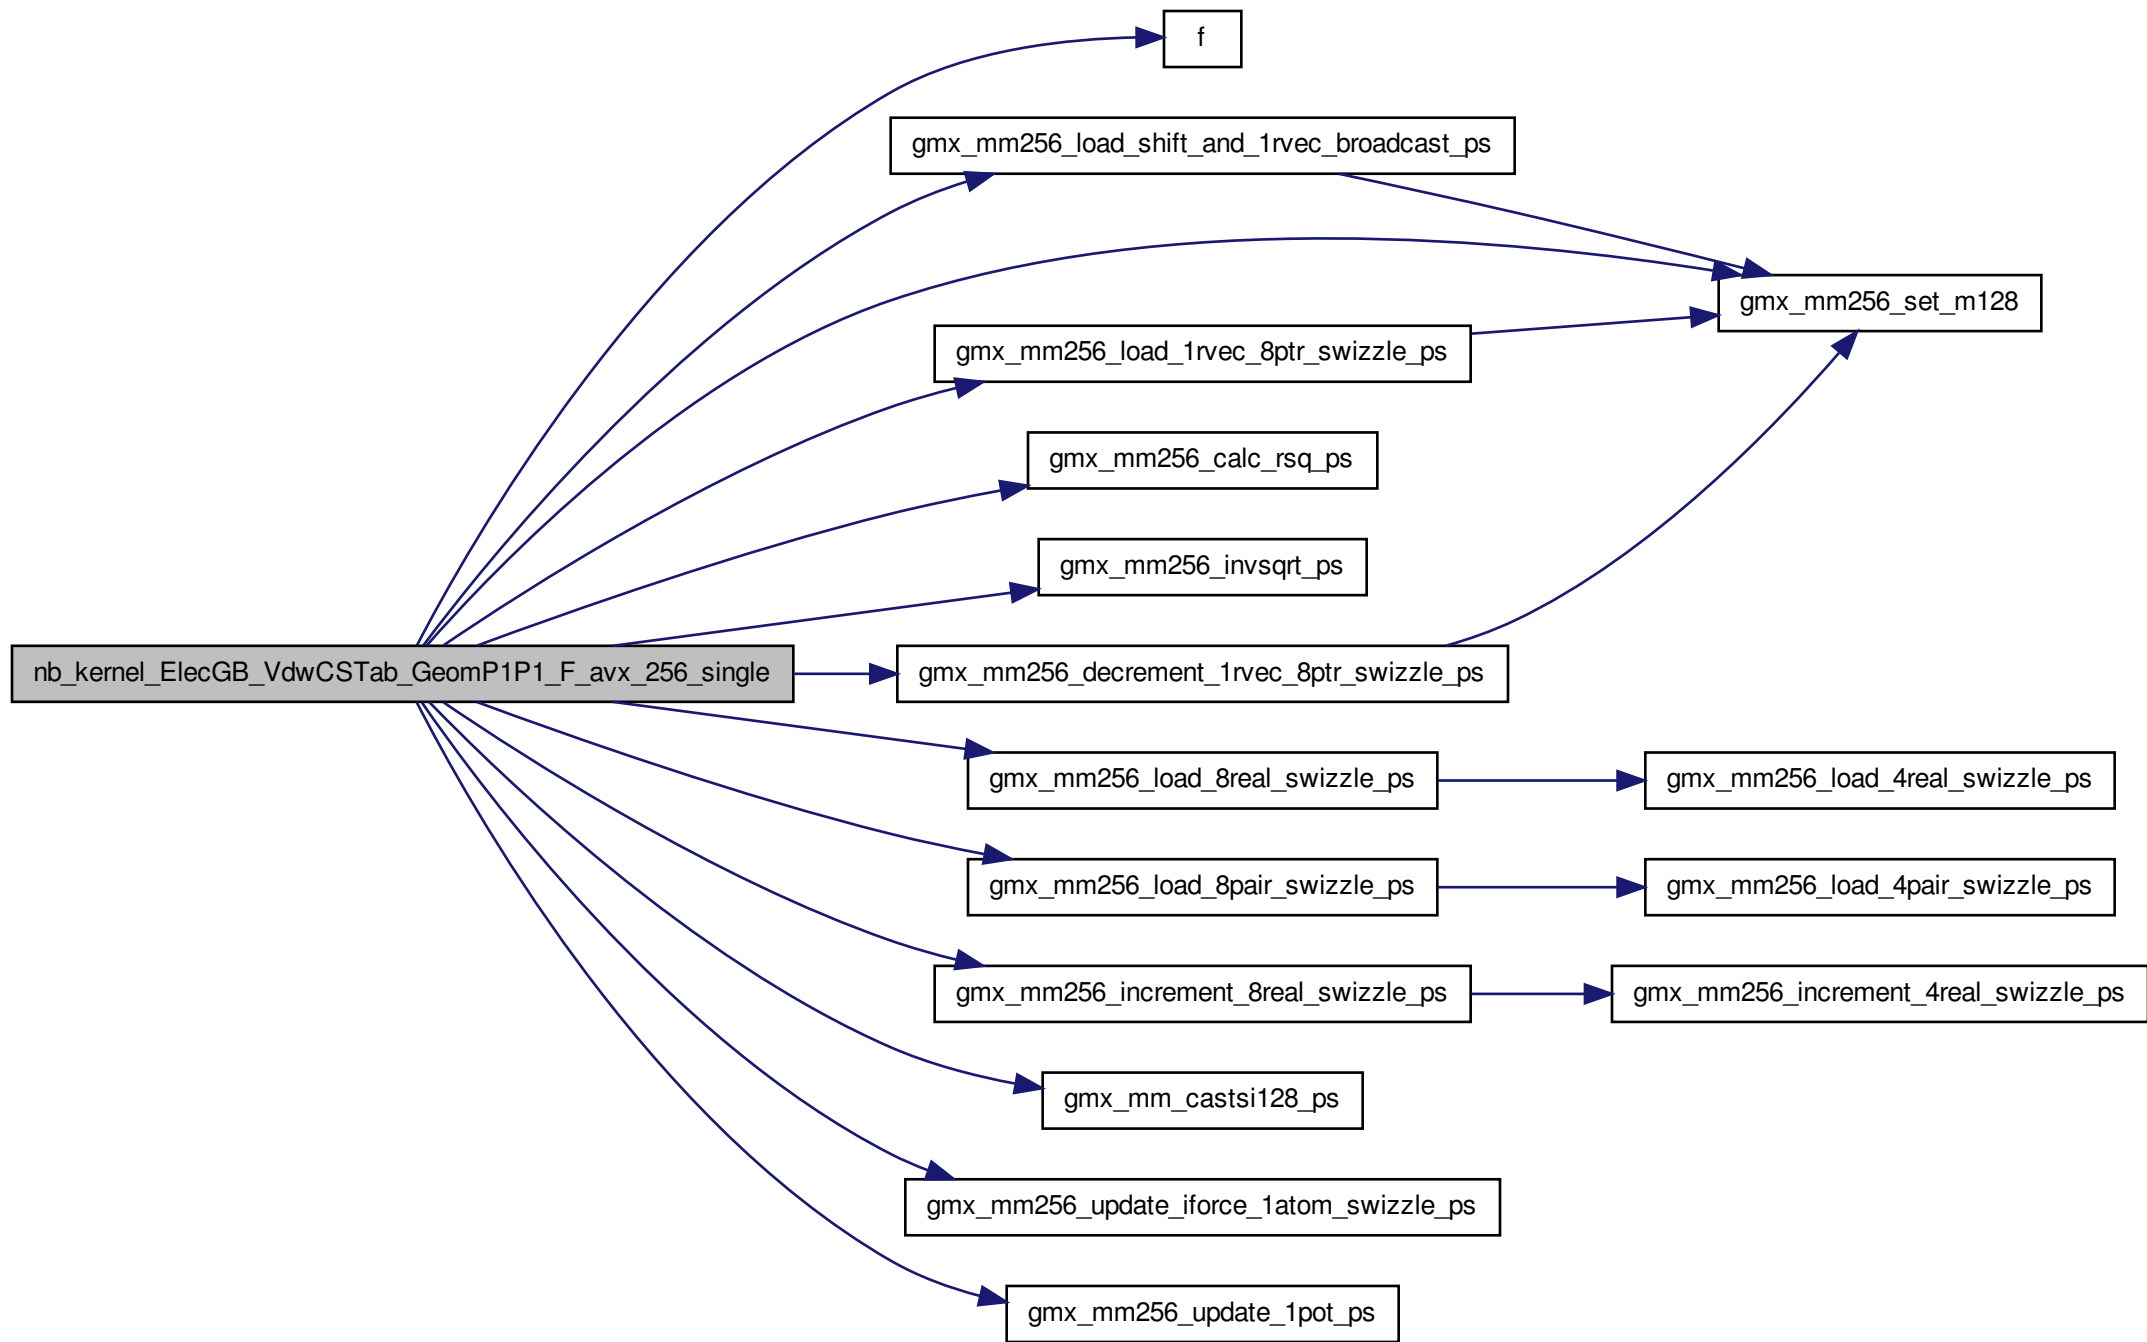 f
gmx_mm256_load_shift_and_1rvec_broadcast_ps
gmx_mm256_set_m128
gmx_mm256_load_1rvec_8ptr_swizzle_ps
gmx_mm256_calc_rsq_ps
gmx_mm256_invsqrt_ps
nb_kernel_ElecGB_VdwCSTab_GeomP1P1_F_avx_256_single
gmx_mm256_decrement_1rvec_8ptr_swizzle_ps
gmx_mm256_load_8real_swizzle_ps
gmx_mm256_load_4real_swizzle_ps
gmx_mm256_load_8pair_swizzle_ps
gmx_mm256_load_4pair_swizzle_ps
gmx_mm256_increment_8real_swizzle_ps
gmx_mm256_increment_4real_swizzle_ps
gmx_mm_castsi128_ps
gmx_mm256_update_iforce_1atom_swizzle_ps
gmx_mm256_update_1pot_ps